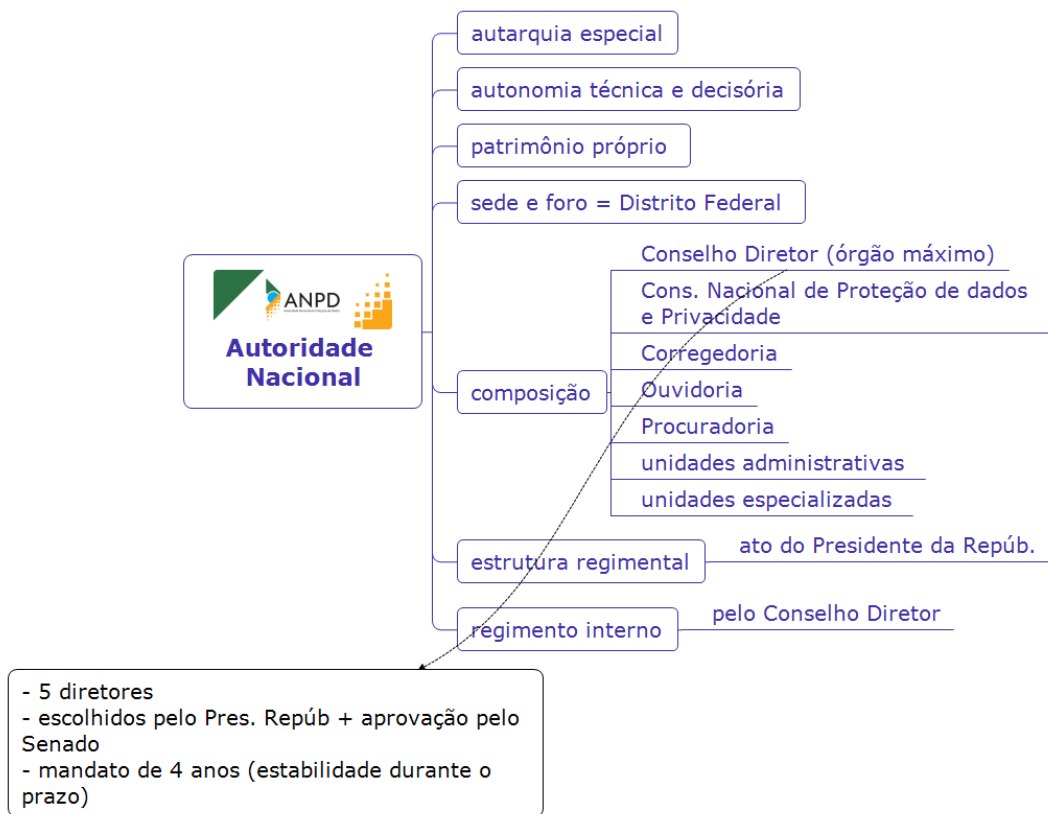 autarquia especial
autonomia técnica e decisória
patrimônio próprio
sede e foro = Distrito Federal
ANPD
Autoridade
Nacional
composição
Conselho Diretor (órgão máximo)
Cons. Nacional de Proteção de dados
e Privacidade
Corregedoria
Ouvidoria
Procuradoria
unidades administrativas
unidades especializadas
estrutura regimental
ato do Presidente da Repúb.
regimento interno
pelo Conselho Diretor
- 5 diretores
- escolhidos pelo Pres. Repúb + aprovação pelo
Senado
- mandato de 4 anos (estabilidade durante o
prazo)